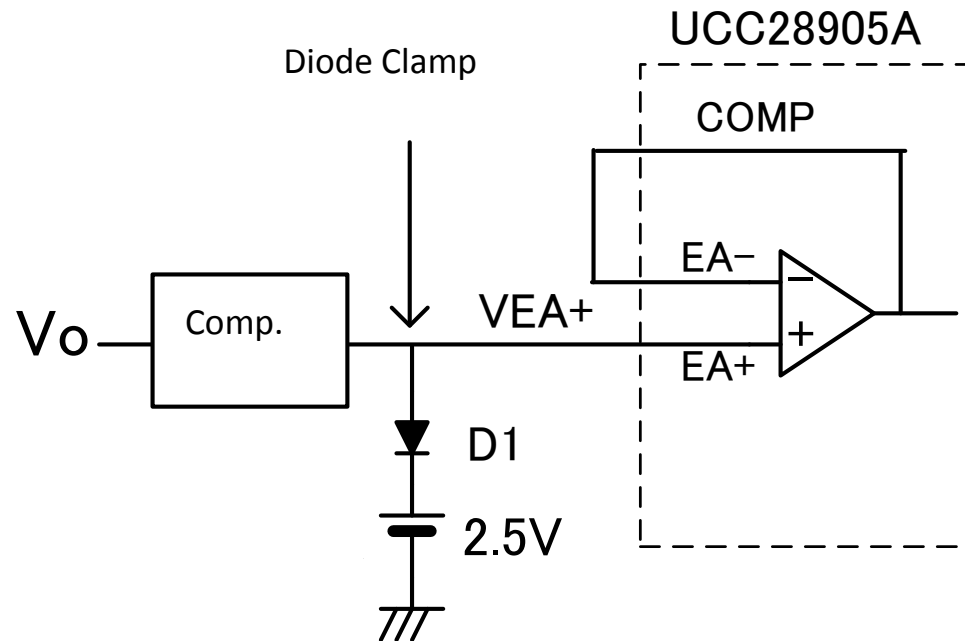 UCC28905A
Diode Clamp
COMP
EA−
VEA+
Vo
Comp.
EA+
D1
2.5V